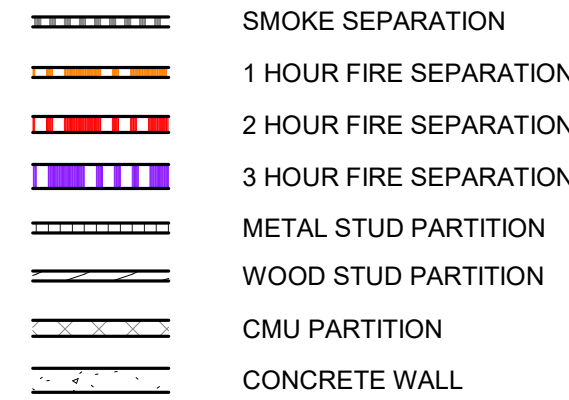 SMOKE SEPARATION
1 HOUR FIRE SEPARATION
2 HOUR FIRE SEPARATION
3 HOUR FIRE SEPARATION
METAL STUD PARTITION
WOOD STUD PARTITION
CMU PARTITION
CONCRETE WALL